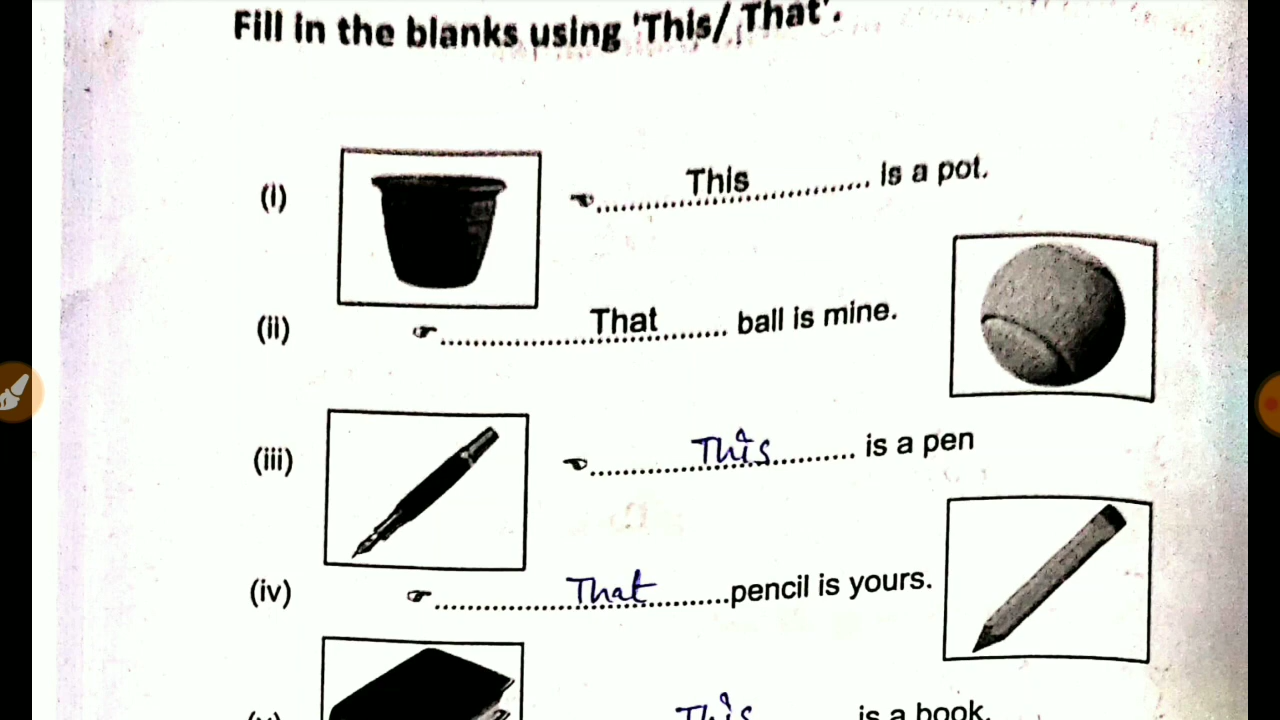 Fill in the blanks using 'This/ That'.
(i) This is a pot.
(ii) That ball is mine.
(iii) This is a pen
(iv) That pencil is yours.
(v) This is a book.